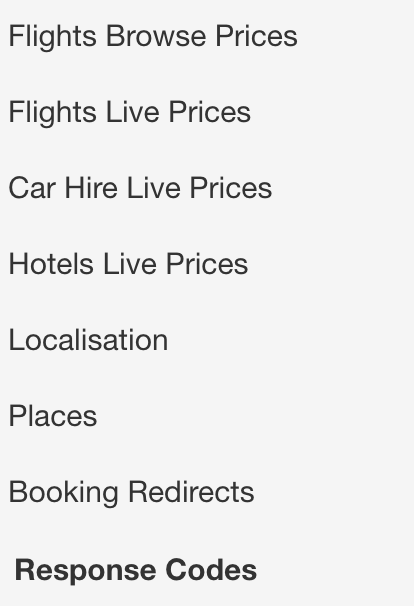 Flights Browse Prices
Flights Live Prices
Car Hire Live Prices
Hotels Live Prices
Localisation
Places
Booking Redirects
Response Codes